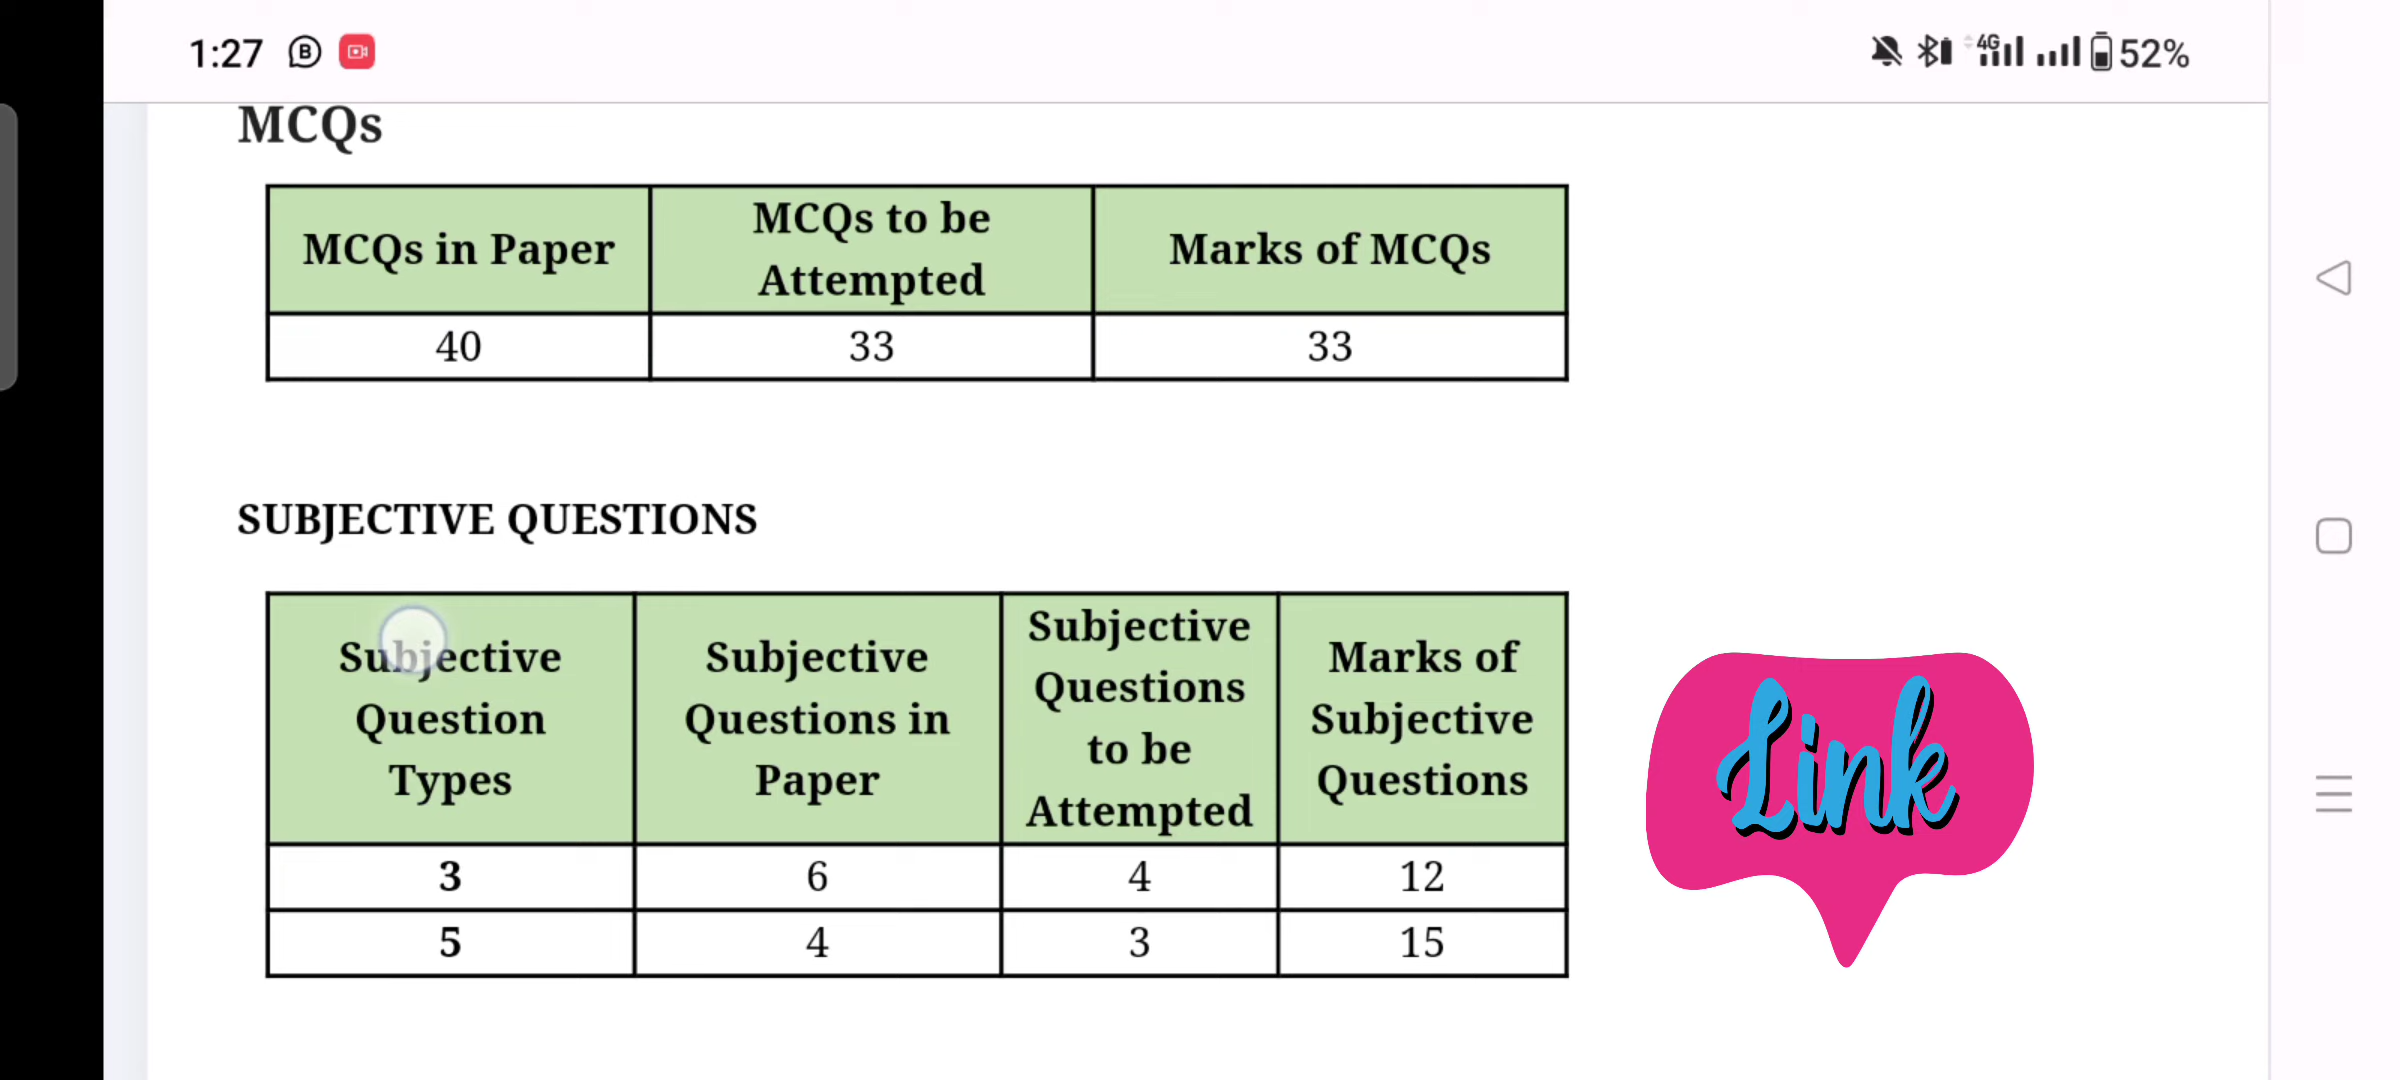 1:27
4G
52%
MCQs
MCQs in Paper
MCQs to be
Attempted
Marks of MCQs
40
33
33
SUBJECTIVE QUESTIONS
Subjective
Question
Types
Subjective
Questions in
Paper
Subjective
Questions
to be
Attempted
Marks of
Subjective
Questions
3
6
4
12
5
4
3
15
Link